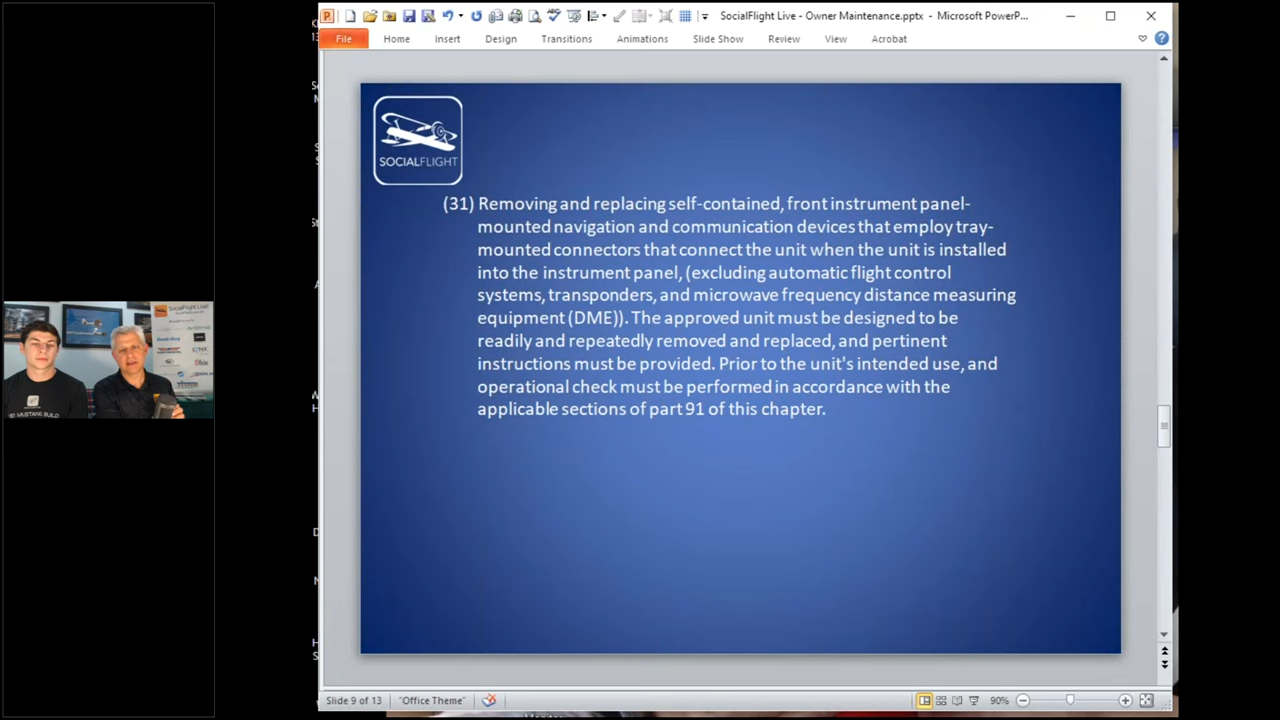 SocialFlight Live - Owner Maintenance.pptx - Microsoft PowerP...
File Home Insert Design Transitions Animations Slide Show Review View Acrobat
SOCIALFLIGHT
(31) Removing and replacing self-contained, front instrument panel-
mounted navigation and communication devices that employ tray-
mounted connectors that connect the unit when the unit is installed
into the instrument panel, (excluding automatic flight control
systems, transponders, and microwave frequency distance measuring
equipment (DME)). The approved unit must be designed to be
readily and repeatedly removed and replaced, and pertinent
instructions must be provided. Prior to the unit's intended use, and
operational check must be performed in accordance with the
applicable sections of part 91 of this chapter.
SocialFlight Live!
MUSTANG BUILD
Slide 9 of 13 "Office Theme" 90%